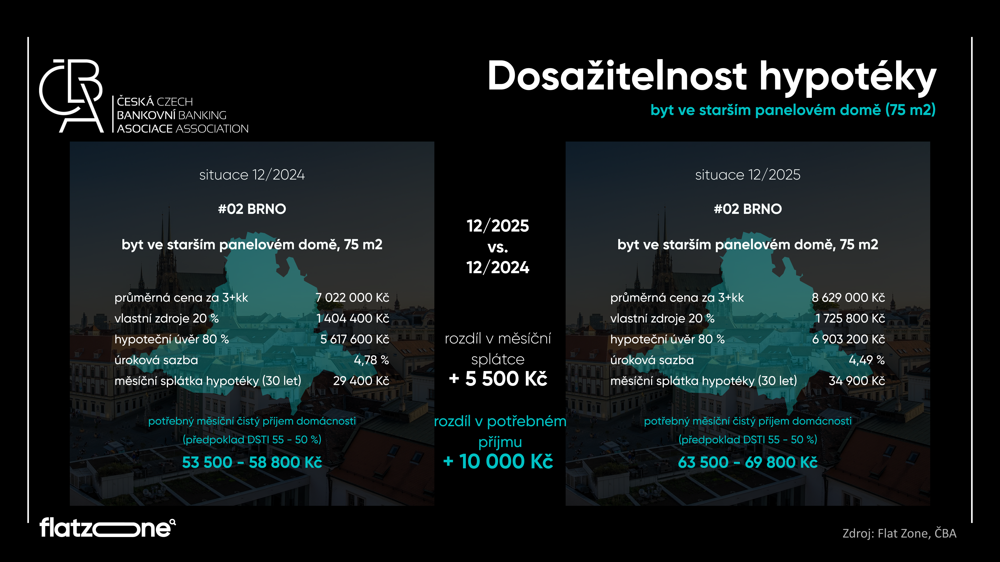 ČBA
ČESKÁ CZECH
BANKOVNÍ BANKING
ASOCIACE ASSOCIATION
Dosažitelnost hypotéky
byt ve starším panelovém domě (75 m2)
situace 12/2024
#02 BRNO
byt ve starším panelovém domě, 75 m2
průměrná cena za 3+kk 7 022 000 Kč
vlastní zdroje 20 % 1 404 400 Kč
hypoteční úvěr 80 % 5 617 600 Kč
úroková sazba 4,78 %
měsíční splátka hypotéky (30 let) 29 400 Kč
potřebný měsíční čistý příjem domácnosti
(předpoklad DSTI 55 - 50 %)
53 500 - 58 800 Kč
12/2025
vs.
12/2024
rozdíl v měsíční
splátce
+ 5 500 Kč
rozdíl v potřebném
příjmu
+ 10 000 Kč
situace 12/2025
#02 BRNO
byt ve starším panelovém domě, 75 m2
průměrná cena za 3+kk 8 629 000 Kč
vlastní zdroje 20 % 1 725 800 Kč
hypoteční úvěr 80 % 6 903 200 Kč
úroková sazba 4,49 %
měsíční splátka hypotéky (30 let) 34 900 Kč
potřebný měsíční čistý příjem domácnosti
(předpoklad DSTI 55 - 50 %)
63 500 - 69 800 Kč
flatzone
Zdroj: Flat Zone, ČBA